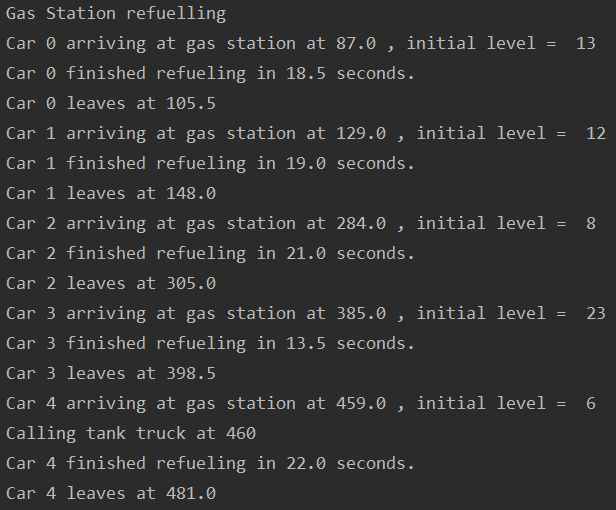 Gas Station refuelling
Car 0 arriving at gas station at 87.0 , initial level =  13
Car 0 finished refueling in 18.5 seconds.
Car 0 leaves at 105.5
Car 1 arriving at gas station at 129.0 , initial level =  12
Car 1 finished refueling in 19.0 seconds.
Car 1 leaves at 148.0
Car 2 arriving at gas station at 284.0 , initial level =  8
Car 2 finished refueling in 21.0 seconds.
Car 2 leaves at 305.0
Car 3 arriving at gas station at 385.0 , initial level =  23
Car 3 finished refueling in 13.5 seconds.
Car 3 leaves at 398.5
Car 4 arriving at gas station at 459.0 , initial level =  6
Calling tank truck at 460
Car 4 finished refueling in 22.0 seconds.
Car 4 leaves at 481.0